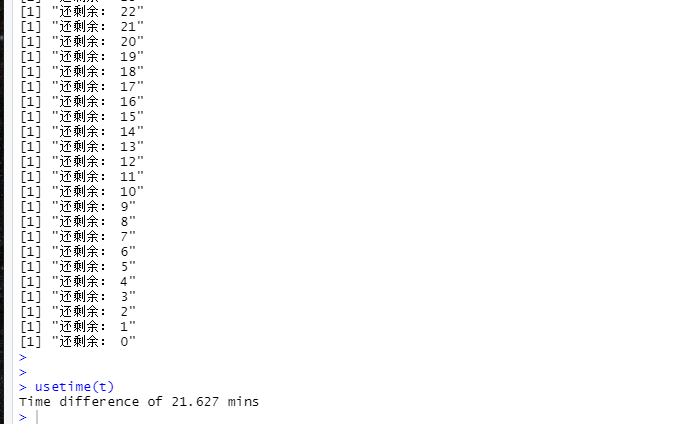 [1] "还剩余: 22"
[1] "还剩余: 21"
[1] "还剩余: 20"
[1] "还剩余: 19"
[1] "还剩余: 18"
[1] "还剩余: 17"
[1] "还剩余: 16"
[1] "还剩余: 15"
[1] "还剩余: 14"
[1] "还剩余: 13"
[1] "还剩余: 12"
[1] "还剩余: 11"
[1] "还剩余: 10"
[1] "还剩余: 9"
[1] "还剩余: 8"
[1] "还剩余: 7"
[1] "还剩余: 6"
[1] "还剩余: 5"
[1] "还剩余: 4"
[1] "还剩余: 3"
[1] "还剩余: 2"
[1] "还剩余: 1"
[1] "还剩余: 0"
>
>
> usetime(t)
Time difference of 21.627 mins
>